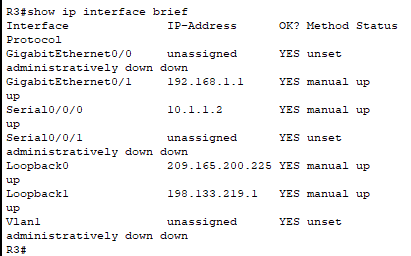 R3#show ip interface brief
Interface IP-Address OK? Method Status
Protocol
GigabitEthernet0/0 unassigned YES unset
administratively down down
GigabitEthernet0/1 192.168.1.1 YES manual up
up
Serial0/0/0 10.1.1.2 YES manual up
up
Serial0/0/1 unassigned YES unset
administratively down down
Loopback0 209.165.200.225 YES manual up
up
Loopback1 198.133.219.1 YES manual up
up
Vlan1 unassigned YES unset
administratively down down
R3#